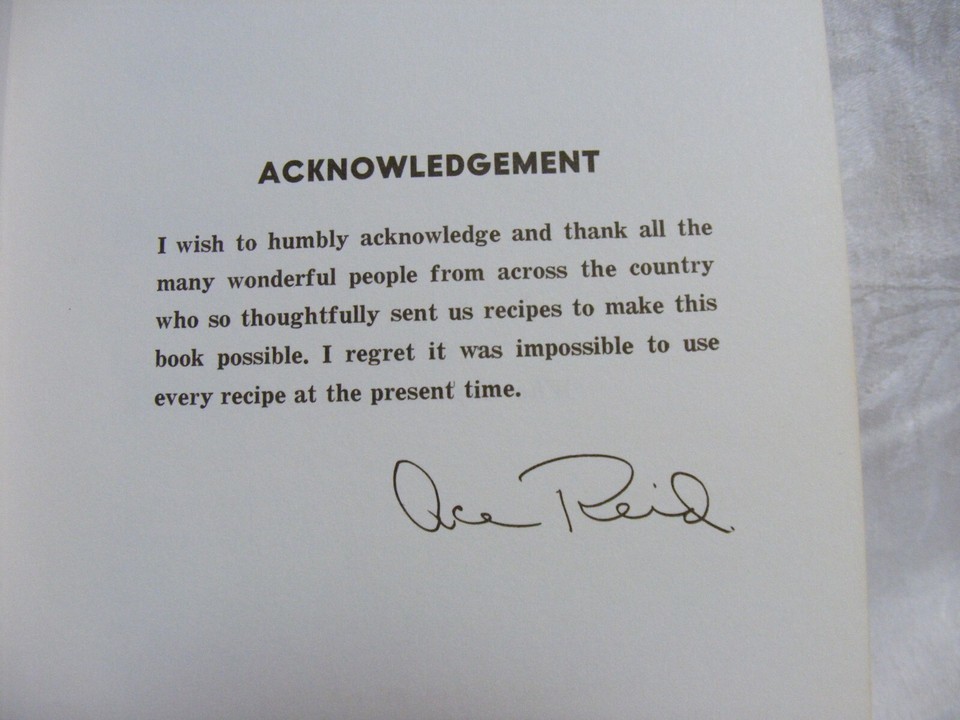 ACKNOWLEDGEMENT
I wish to humbly acknowledge and thank all the
many wonderful people from across the country
who so thoughtfully sent us recipes to make this
book possible. I regret it was impossible to use
every recipe at the present time.
Ace Reid